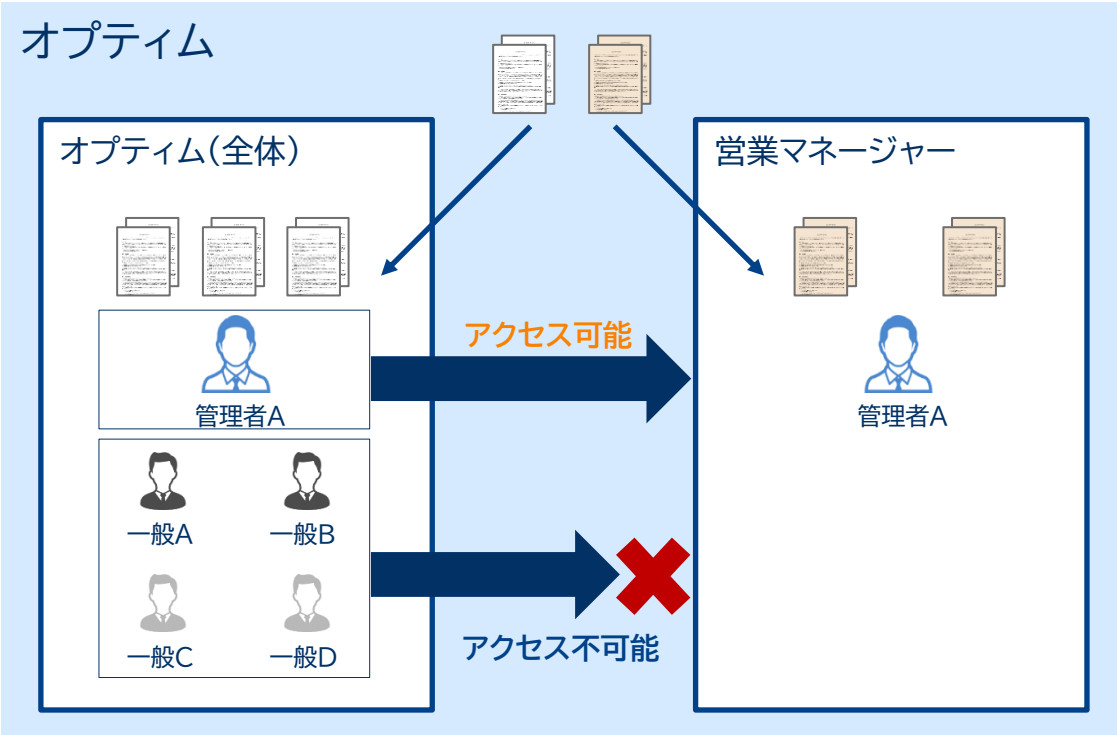 オプティム
オプティム(全体)
営業マネージャー
アクセス可能
管理者A
管理者A
一般A
一般B
アクセス不可能
一般C
一般D